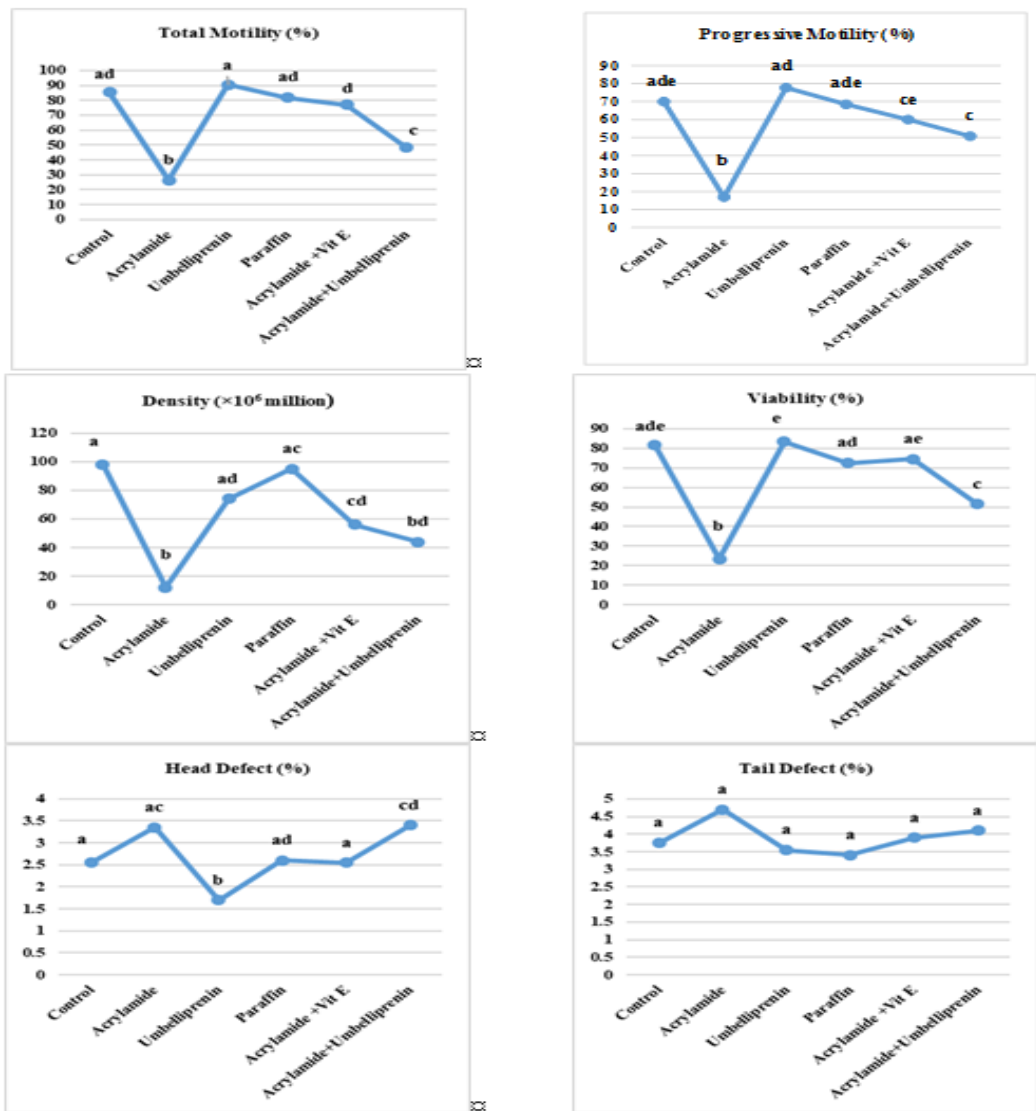 Total Motility (%)
100
90
80
70
60
50
40
30
20
10
0
ad
b
a
ad
d
c
Control
Acrylamide
Umbelliprenin
Paraffin
Acrylamide +Vit E
Acrylamide+Umbelliprenin
¤
Progressive Motility (%)
90
80
70
60
50
40
30
20
10
0
ade
b
ad
ade
ce
c
Control
Acrylamide
Umbelliprenin
Paraffin
Acrylamide +Vit E
Acrylamide+Umbelliprenin
Density (×10⁶ million)
120
100
80
60
40
20
0
a
b
ad
ac
cd
bd
Control
Acrylamide
Umbelliprenin
Paraffin
Acrylamide +Vit E
Acrylamide+Umbelliprenin
¤
Viability (%)
90
80
70
60
50
40
30
20
10
0
ade
b
e
ad
ae
c
Control
Acrylamide
Umbelliprenin
Paraffin
Acrylamide +Vit E
Acrylamide+Umbelliprenin
Head Defect (%)
4
3.5
3
2.5
2
1.5
1
0.5
0
a
ac
b
ad
a
cd
Control
Acrylamide
Umbelliprenin
Paraffin
Acrylamide +Vit E
Acrylamide+Umbelliprenin
¤
Tail Defect (%)
5
4.5
4
3.5
3
2.5
2
1.5
1
0.5
0
a
a
a
a
a
a
Control
Acrylamide
Umbelliprenin
Paraffin
Acrylamide +Vit E
Acrylamide+Umbelliprenin